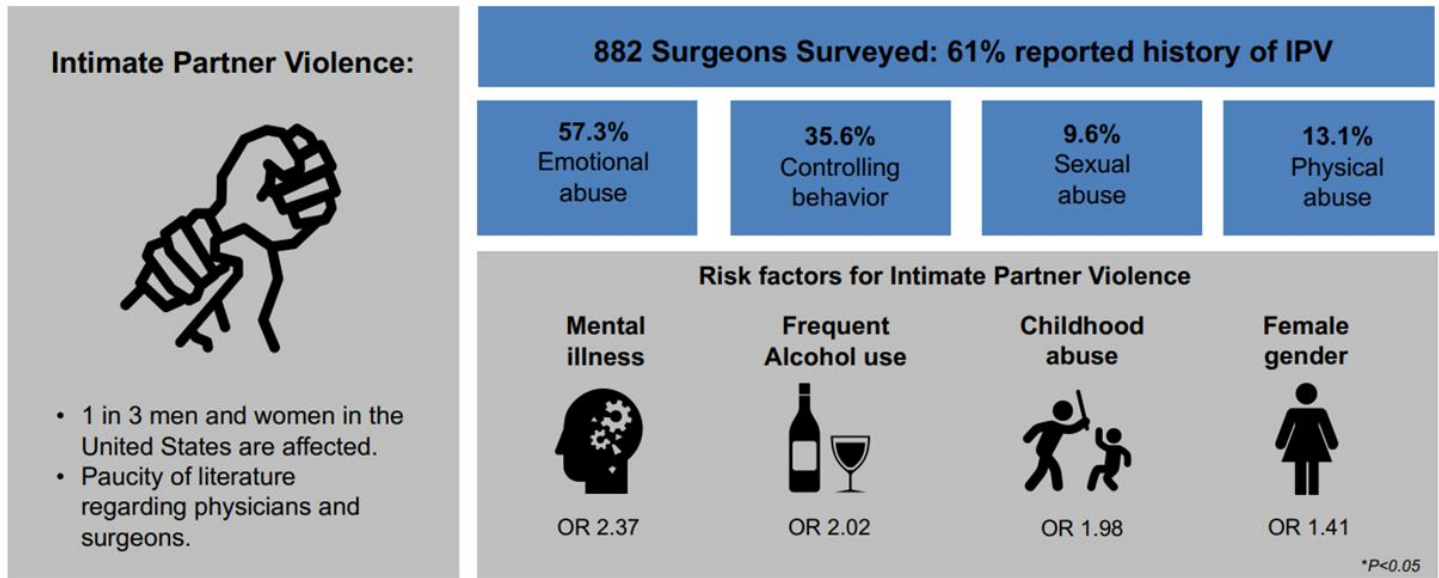 Intimate Partner Violence:
• 1 in 3 men and women in the
United States are affected.
• Paucity of literature
regarding physicians and
surgeons.
882 Surgeons Surveyed: 61% reported history of IPV
57.3%
Emotional
abuse
35.6%
Controlling
behavior
9.6%
Sexual
abuse
13.1%
Physical
abuse
Risk factors for Intimate Partner Violence
Mental
illness
OR 2.37
Frequent
Alcohol use
OR 2.02
Childhood
abuse
OR 1.98
Female
gender
OR 1.41
*P<0.05